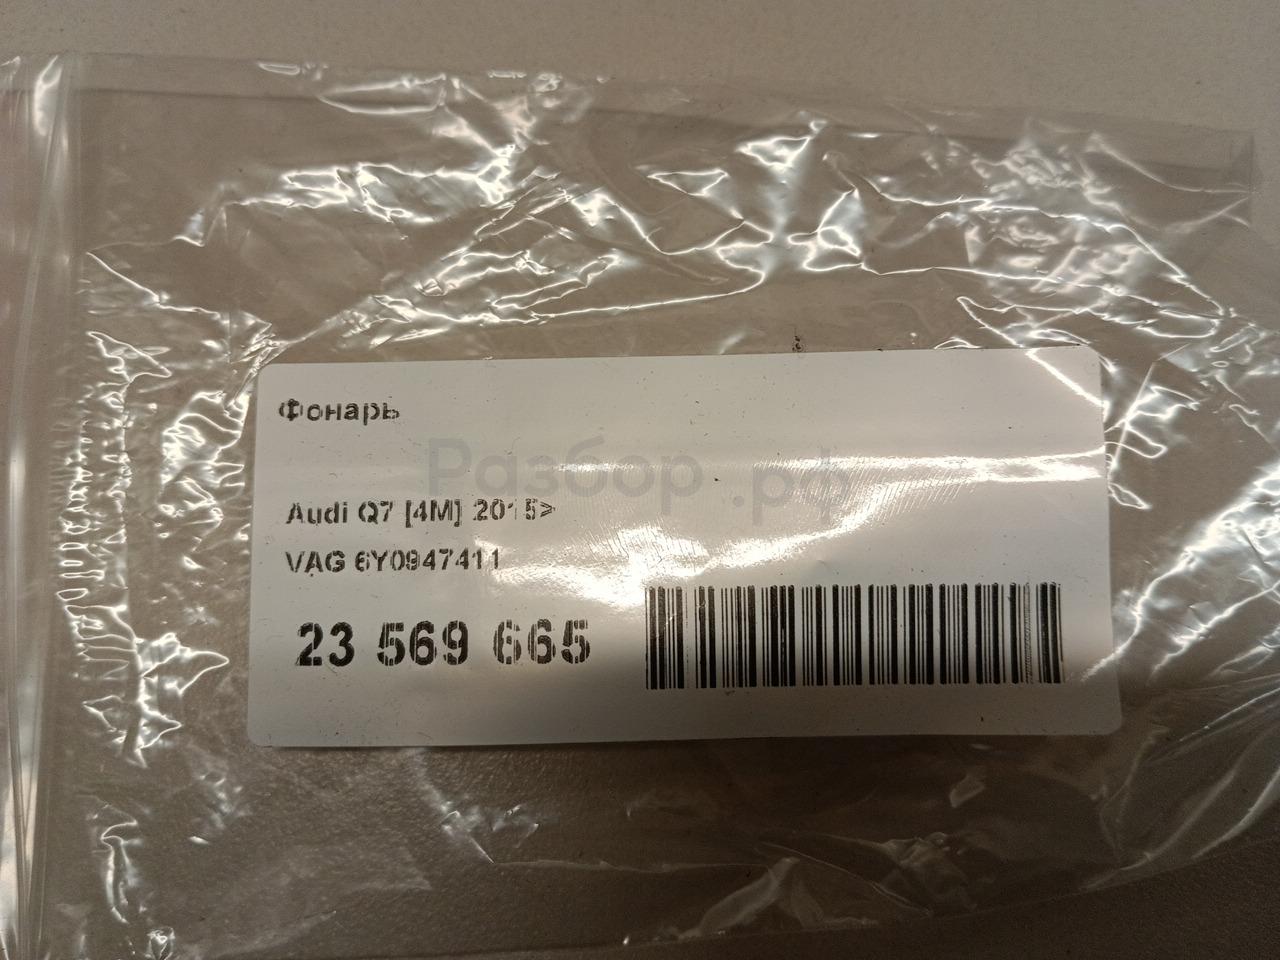 Фонарь
Разбор.рф
Audi Q7 [4M] 2015>
VAG 6Y0947411
23 569 665